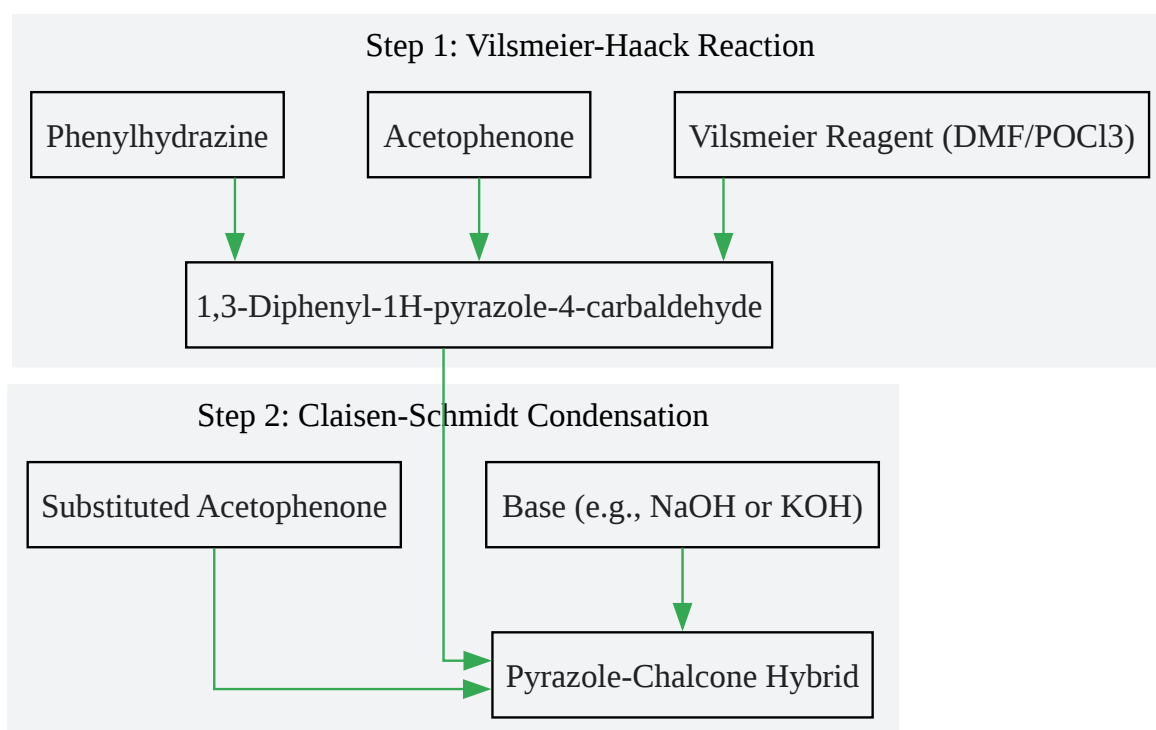 Step 1: Vilsmeier-Haack Reaction
Phenylhydrazine
Acetophenone
Vilsmeier Reagent (DMF/POCl3)
1,3-Diphenyl-1H-pyrazole-4-carbaldehyde
Step 2: Claisen-Schmidt Condensation
Substituted Acetophenone
Base (e.g., NaOH or KOH)
Pyrazole-Chalcone Hybrid